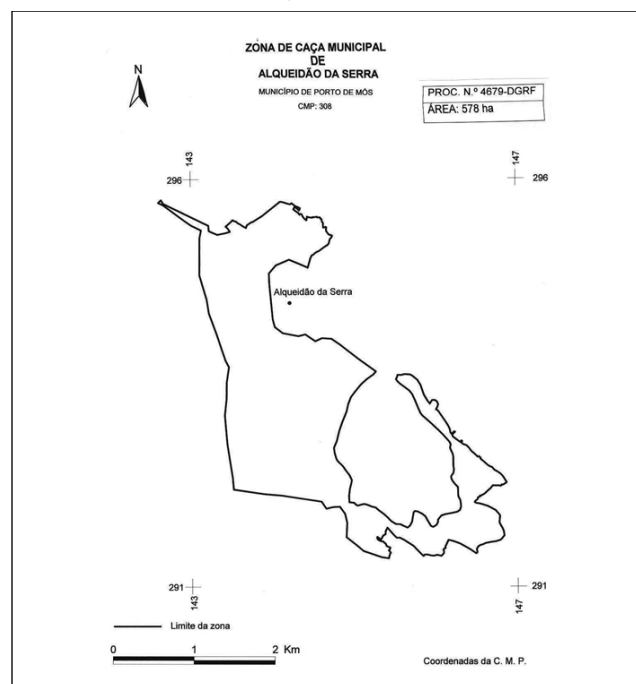 ZONA DE CAÇA MUNICIPAL
DE
ALQUEIDÃO DA SERRA
MUNICÍPIO DE PORTO DE MÓS
CMP: 308
N
PROC. N.º 4679-DGRF
ÁREA: 578 ha
143
147
296
296
Alqueidão da Serra
291
291
143
147
Limite da zona
0 1 2 Km
Coordenadas da C. M. P.